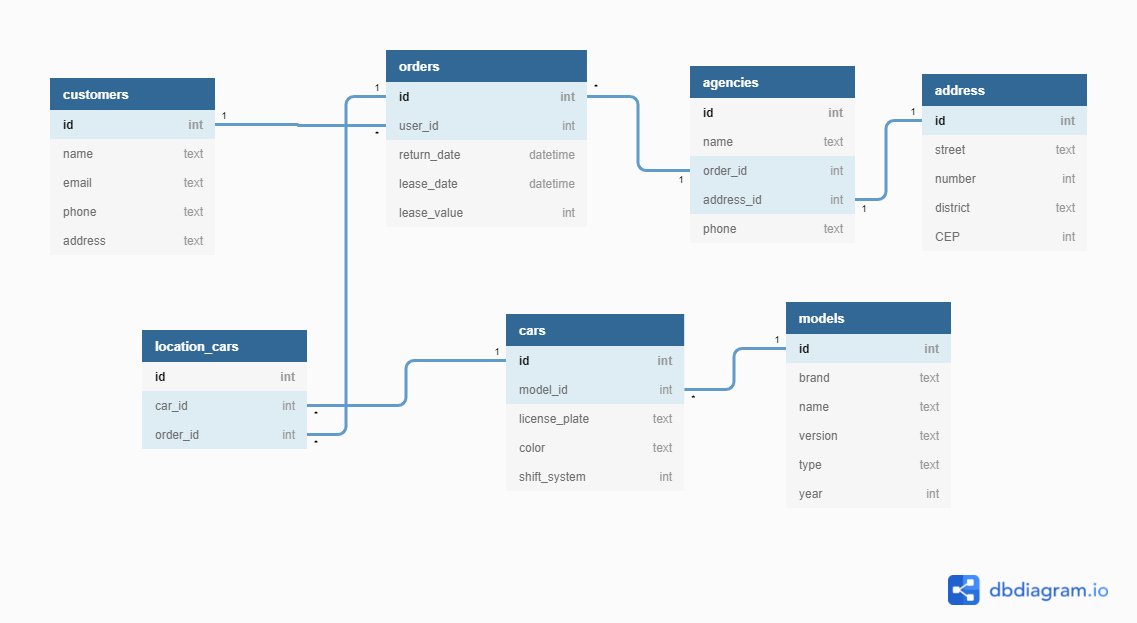 customers
id int
name text
email text
phone text
address text
1
orders
id int
user_id int
return_date datetime
lease_date datetime
lease_value int
1
*
*
agencies
id int
name text
order_id int
address_id int
phone text
1
1
address
id int
street text
number int
district text
CEP int
1
location_cars
id int
car_id int
order_id int
*
*
cars
id int
model_id int
license_plate text
color text
shift_system int
1
*
models
id int
brand text
name text
version text
type text
year int
1
dbdiagram.io